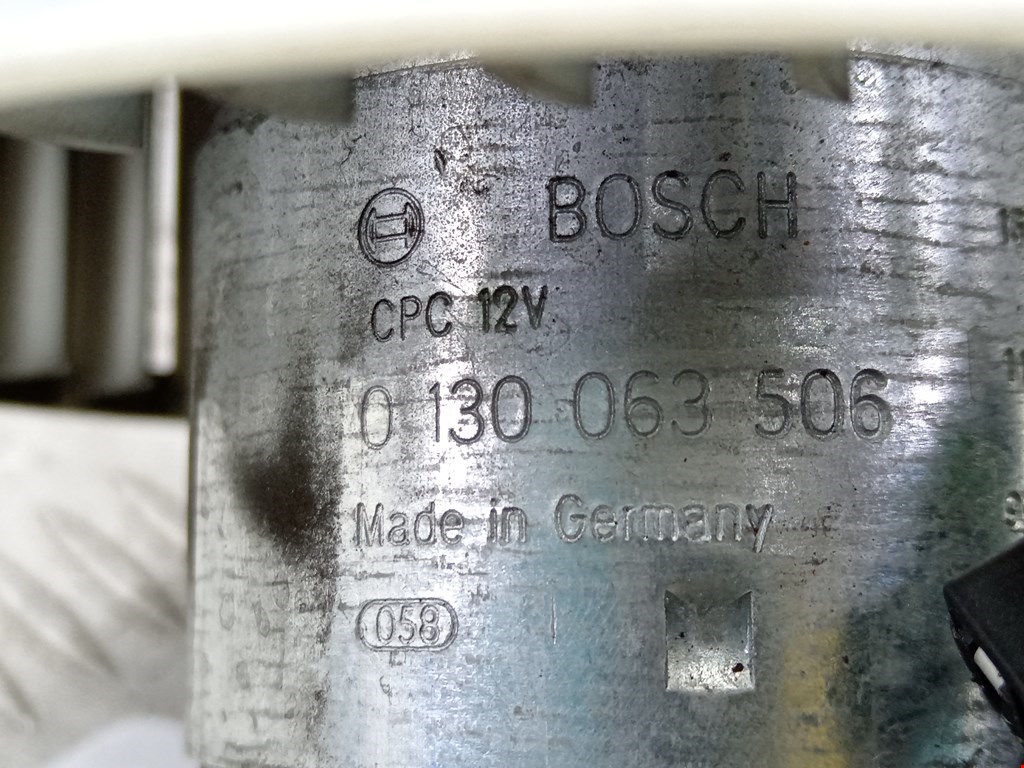 BOSCH
CPC 12V
0 130 063 506
Made in Germany
058